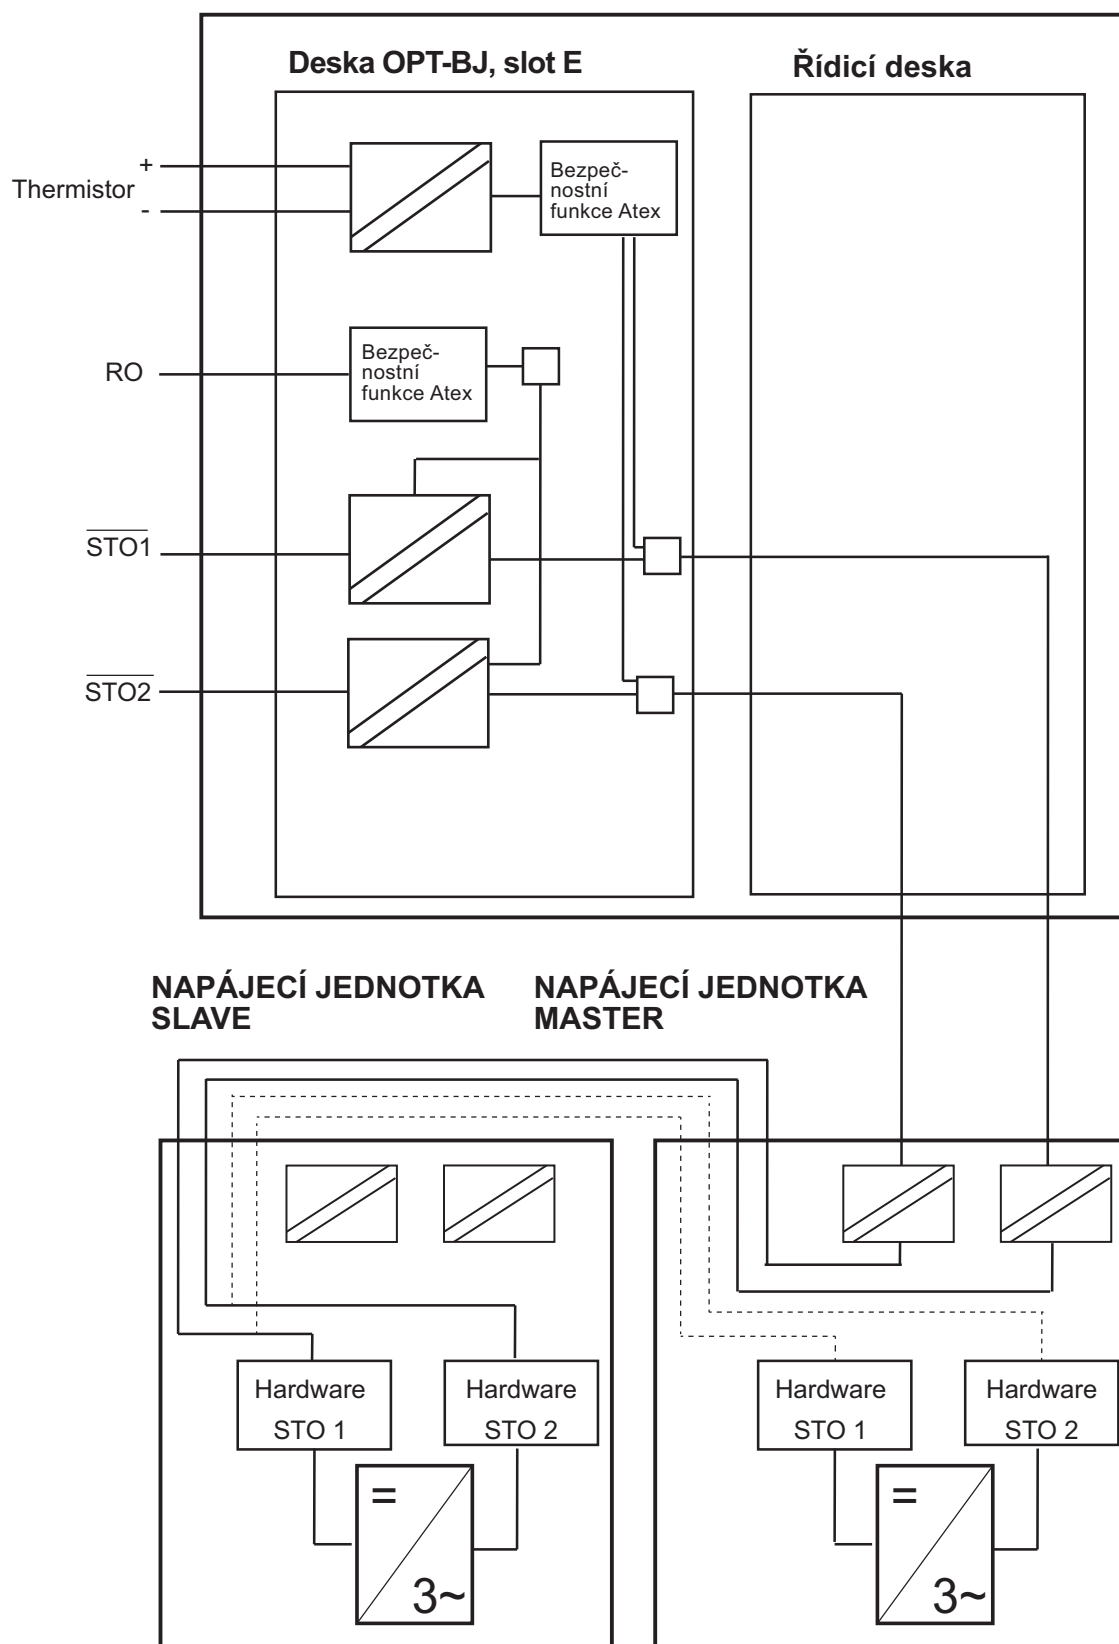 Deska OPT-BJ, slot E
Řídicí deska
+
Thermistor
-
Bezpeč-
nostní
funkce Atex
RO
Bezpeč-
nostní
funkce Atex
STO1
STO2
NAPÁJECÍ JEDNOTKA
SLAVE
NAPÁJECÍ JEDNOTKA
MASTER
Hardware
STO 1
Hardware
STO 2
Hardware
STO 1
Hardware
STO 2
=
3~
=
3~